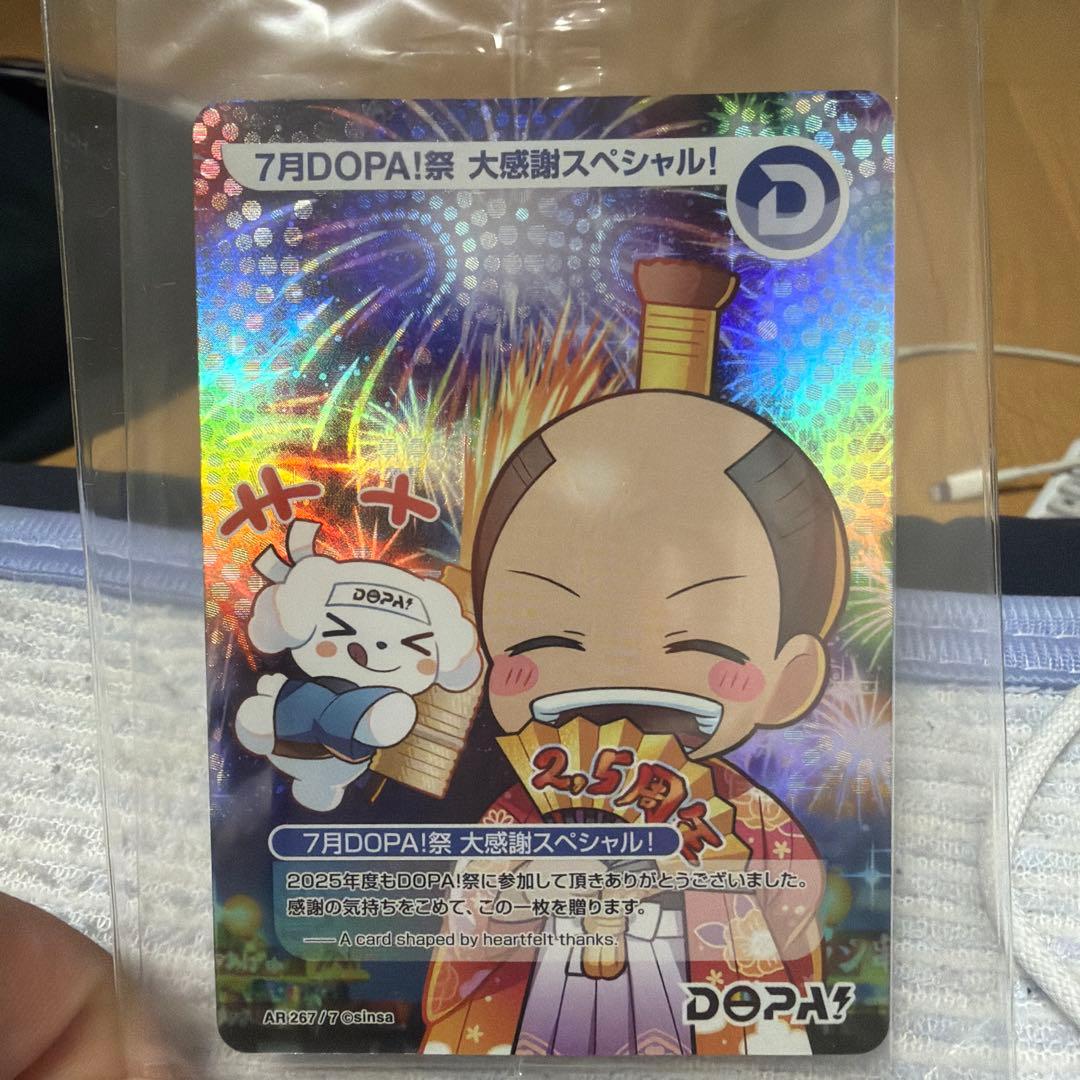 7月DOPA!祭 大感謝スペシャル!
D
DOPA!
2,5周年
7月DOPA!祭 大感謝スペシャル!
2025年度もDOPA!祭に参加して頂きありがとうございました。
感謝の気持ちをこめて、この一枚を贈ります。
—— A card shaped by heartfelt thanks.
DOPA!
AR 267 / 7 ©sinsa